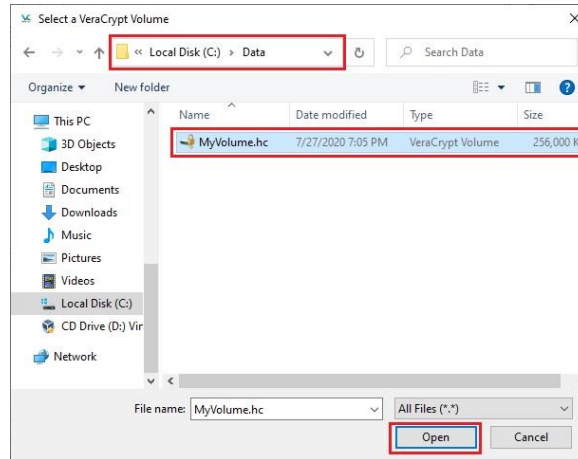 Select a VeraCrypt Volume
« Local Disk (C:) › Data
Search Data
Organize
New folder
Name
Date modified
Type
Size
MyVolume.hc
7/27/2020 7:05 PM
VeraCrypt Volume
256,000 K
This PC
3D Objects
Desktop
Documents
Downloads
Music
Pictures
Videos
Local Disk (C:)
CD Drive (D:) Vir
Network
File name:
MyVolume.hc
All Files (*.*)
Open
Cancel